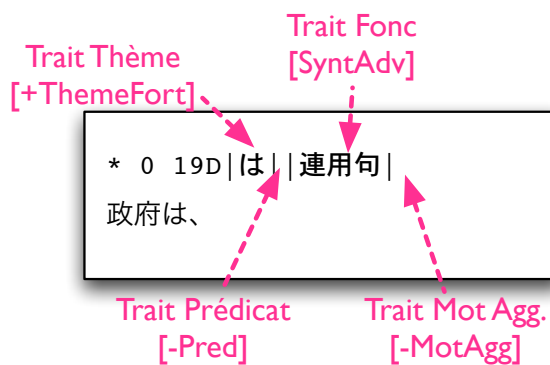 Trait Fonc
[SyntAdv]
Trait Thème
[+ThemeFort]
* 0 19D|は||連用句|
政府は、
Trait Prédicat
[-Pred]
Trait Mot Agg.
[-MotAgg]